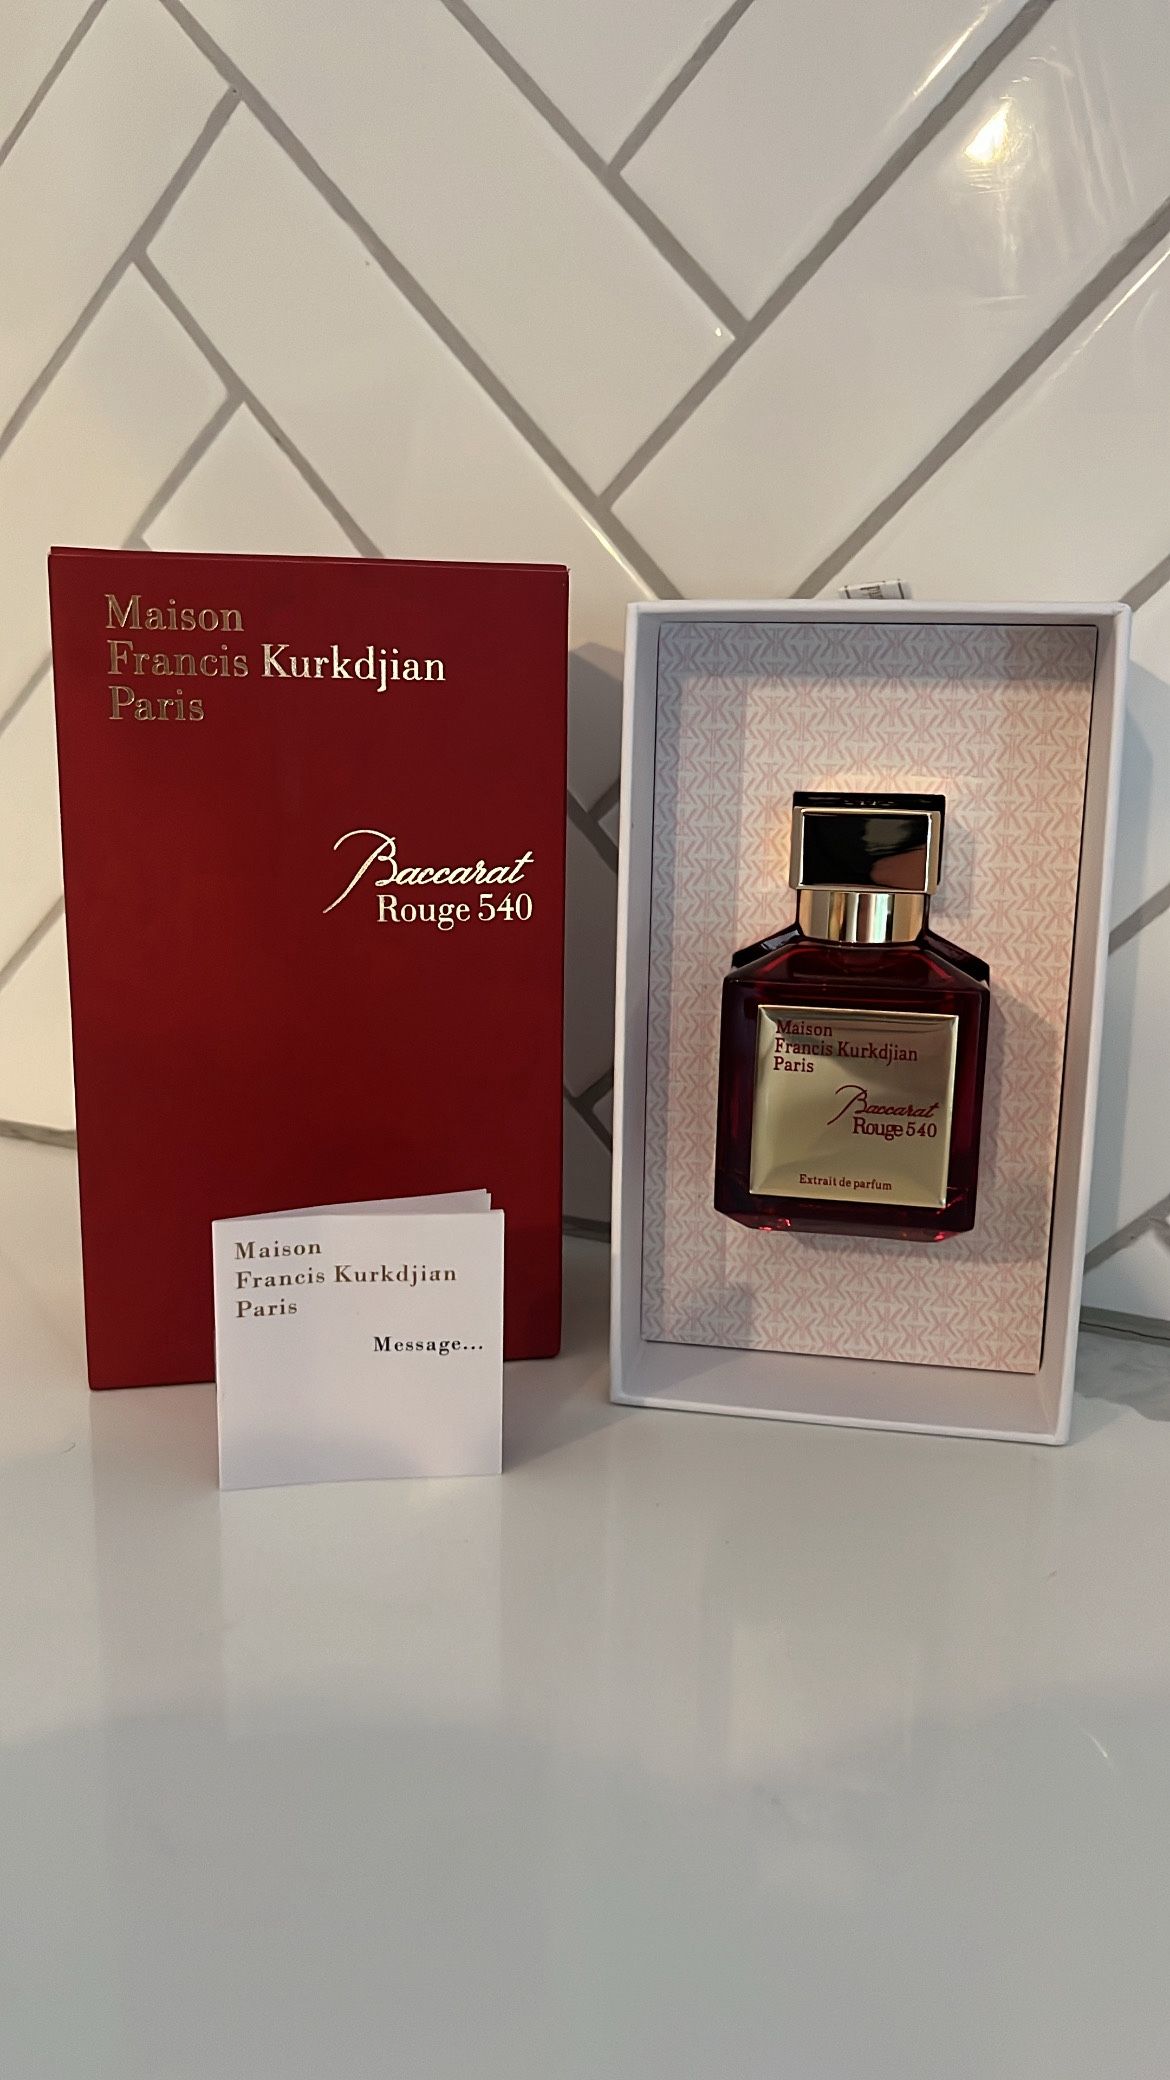 Maison
Francis Kurkdjian
Paris
Baccarat
Rouge 540
Maison
Francis Kurkdjian
Paris
Message...
Maison
Francis Kurkdjian
Paris
Baccarat
Rouge 540
Extrait de parfum